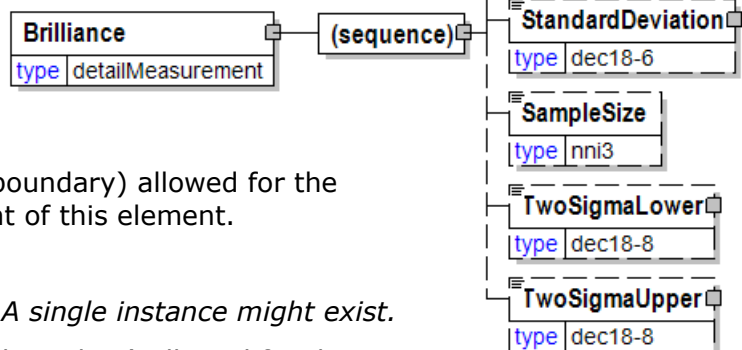 StandardDeviation
type dec18-6
Brilliance
type detailMeasurement
(sequence)
SampleSize
type nni3
TwoSigmaLower
type dec18-8
TwoSigmaUpper
type dec18-8
boundary) allowed for the
of this element.
A single instance might exist.